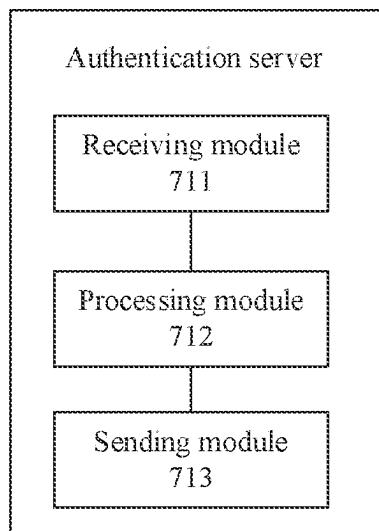 Authentication server
Receiving module
711
Processing module
712
Sending module
713